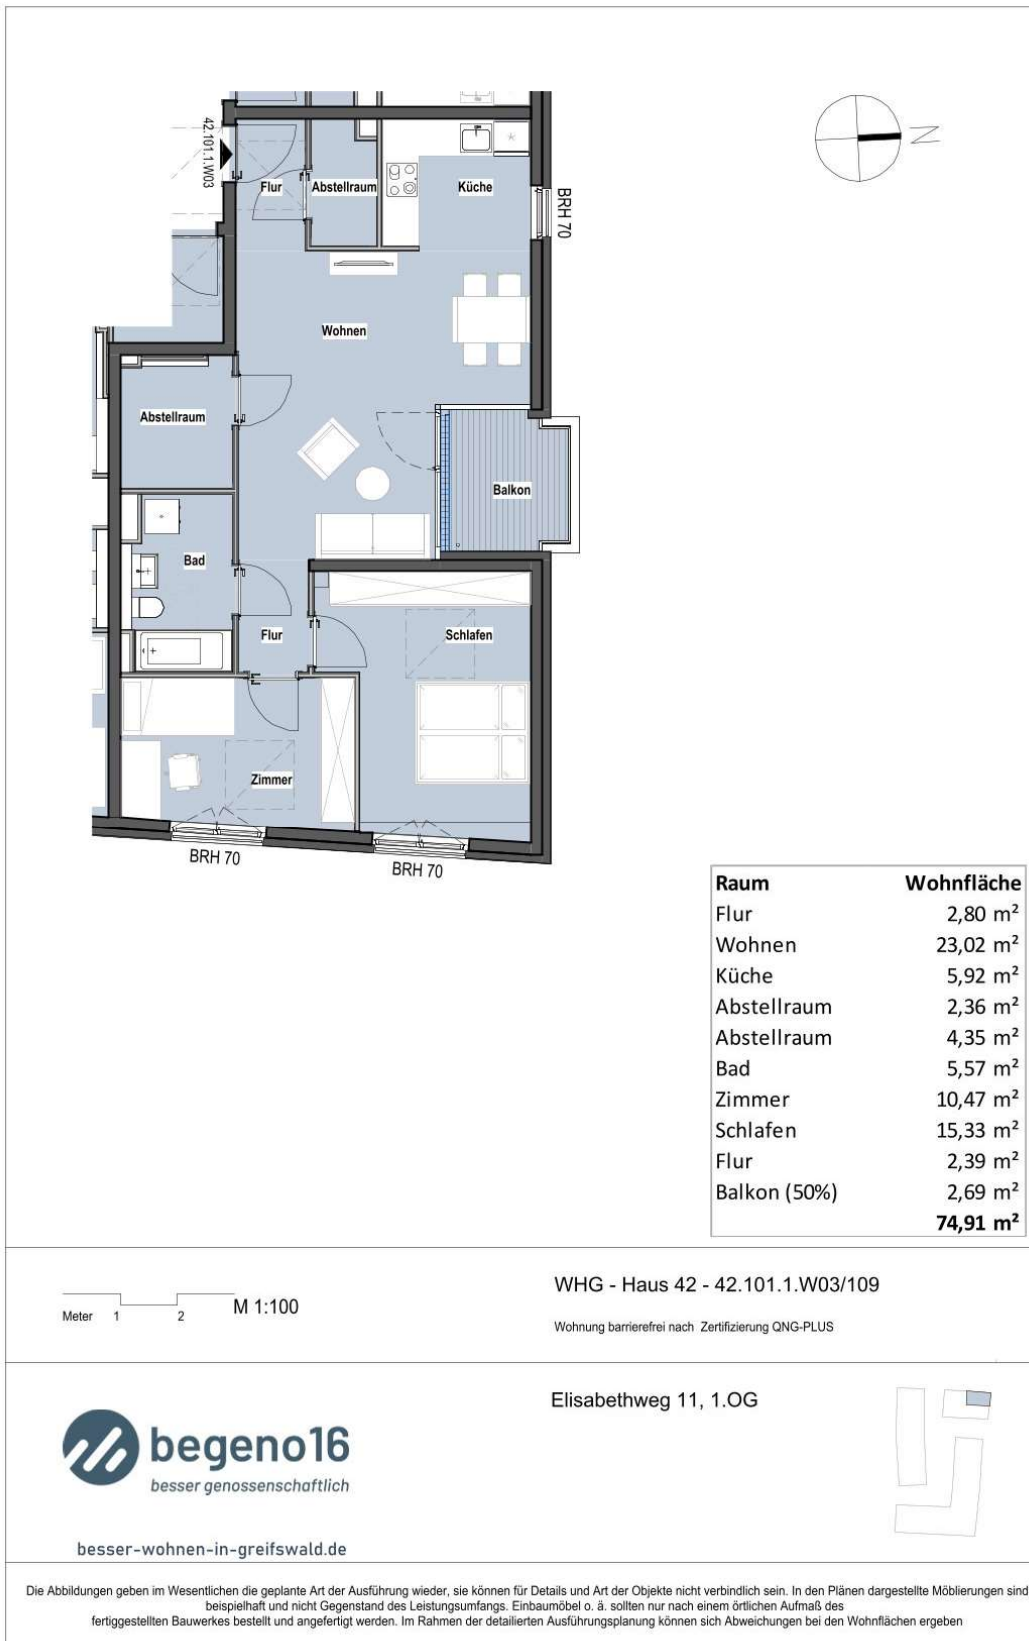 42.101.1.W03
Flur
Abstellraum
Küche
N
BRH 70
Wohnen
Abstellraum
Balkon
Bad
Flur
Schlafen
Zimmer
BRH 70
BRH 70
Raum Wohnfläche
Flur 2,80 m²
Wohnen 23,02 m²
Küche 5,92 m²
Abstellraum 2,36 m²
Abstellraum 4,35 m²
Bad 5,57 m²
Zimmer 10,47 m²
Schlafen 15,33 m²
Flur 2,39 m²
Balkon (50%) 2,69 m²
74,91 m²
Meter 1 2 M 1:100
WHG - Haus 42 - 42.101.1.W03/109
Wohnung barrierefrei nach Zertifizierung QNG-PLUS
Elisabethweg 11, 1.OG
begeno16
besser genossenschaftlich
besser-wohnen-in-greifswald.de
Die Abbildungen geben im Wesentlichen die geplante Art der Ausführung wieder, sie können für Details und Art der Objekte nicht verbindlich sein. In den Plänen dargestellte Möblierungen sind
beispielhaft und nicht Gegenstand des Leistungsumfangs. Einbaumöbel o. ä. sollten nur nach einem örtlichen Aufmaß des
fertiggestellten Bauwerkes bestellt und angefertigt werden. Im Rahmen der detailierten Ausführungsplanung können sich Abweichungen bei den Wohnflächen ergeben